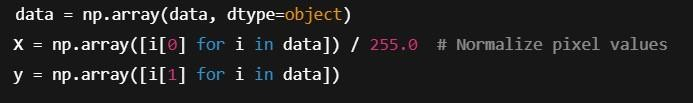 data = np.array(data, dtype=object)
X = np.array([i[0] for i in data]) / 255.0  # Normalize pixel values
y = np.array([i[1] for i in data])